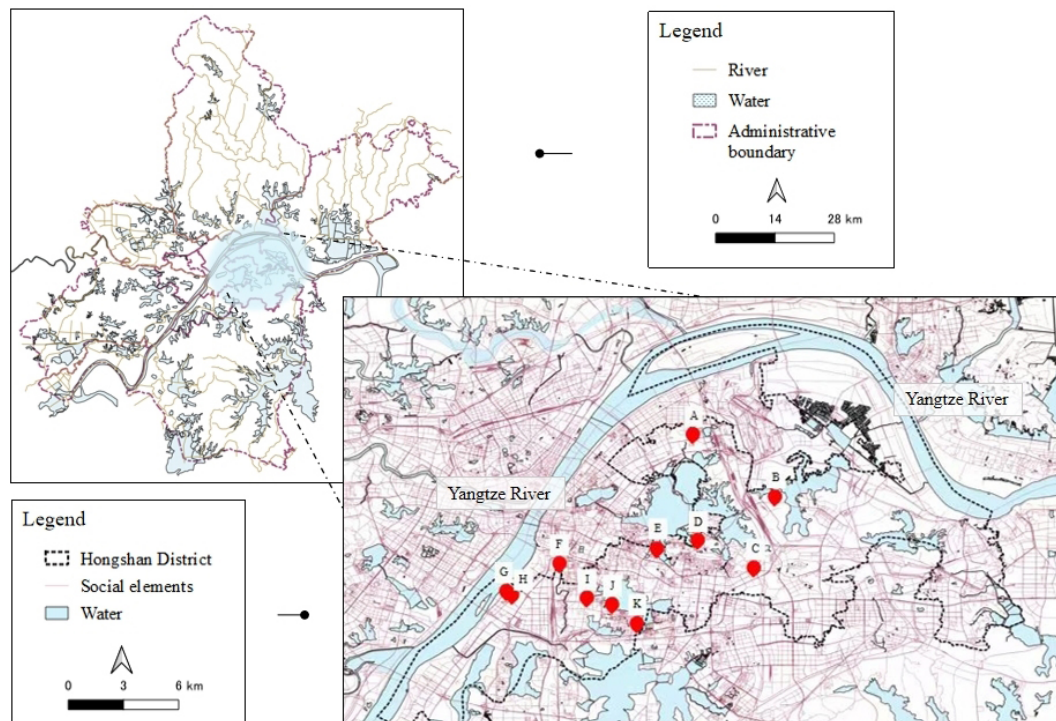 Legend
River
Water
Administrative
boundary
0 14 28 km
Yangtze River
A
B
Yangtze River
E
D
F
C
G
H
I
J
K
Legend
Hongshan District
Social elements
Water
0 3 6 km